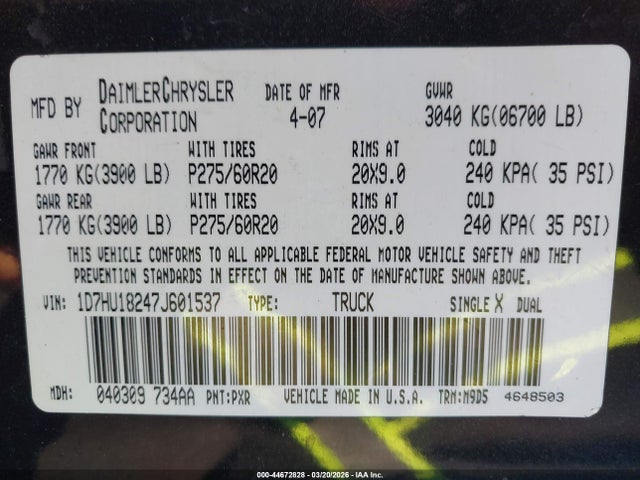 MFD BY DAIMLERCHRYSLER CORPORATION DATE OF MFR 4-07 GVWR 3040 KG(06700 LB)
GAWR FRONT WITH TIRES RIMS AT COLD
1770 KG(3900 LB) P275/60R20 20X9.0 240 KPA( 35 PSI)
GAWR REAR WITH TIRES RIMS AT COLD
1770 KG(3900 LB) P275/60R20 20X9.0 240 KPA( 35 PSI)
THIS VEHICLE CONFORMS TO ALL APPLICABLE FEDERAL MOTOR VEHICLE SAFETY AND THEFT
PREVENTION STANDARDS IN EFFECT ON THE DATE OF MANUFACTURE SHOWN ABOVE.
VIN: 1D7HU18247J601537 TYPE: TRUCK SINGLE X DUAL
MDH: 040309 734AA PNT:PXR VEHICLE MADE IN U.S.A. TRM:M9D5 4648503
000-44672828 - 03/20/2026 - IAA Inc.